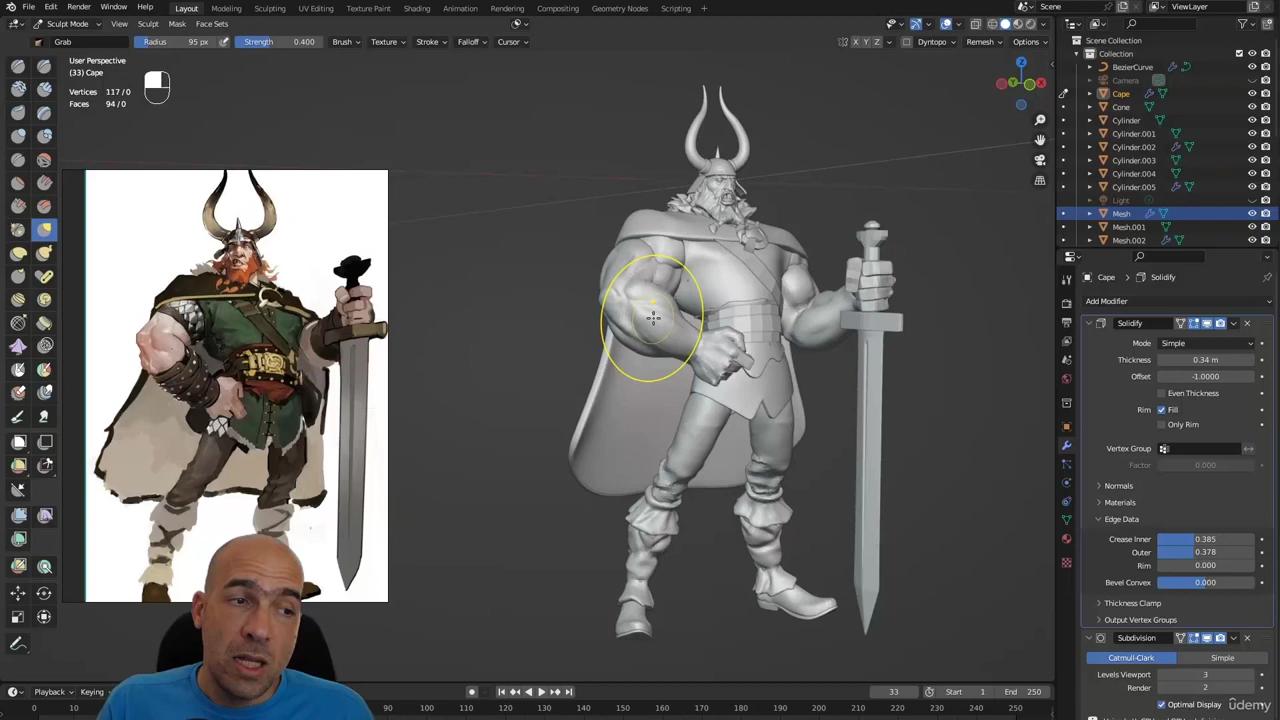 File Edit Render Window Help Layout Modeling Sculpting UV Editing Texture Paint Shading Animation Rendering Compositing Geometry Nodes Scripting + Scene ViewLayer
Sculpt Mode View Sculpt Mask Face Sets
Grab Radius 95 px Strength 0.400 Brush Texture Stroke Falloff Cursor X Y Z Dyntopo Remesh Options
User Perspective
(33) Cape
Vertices 117/0
Faces 94/0
Z
X
Y
Scene Collection
Collection
BezierCurve
Camera
Cape
Cone
Cylinder
Cylinder.001
Cylinder.002
Cylinder.003
Cylinder.004
Cylinder.005
Light
Mesh
Mesh.001
Mesh.002
Cape Solidify
Add Modifier
Solidify
Mode Simple
Thickness 0.34 m
Offset -1.0000
Even Thickness
Rim Fill
Only Rim
Vertex Group
Factor 0.000
Normals
Materials
Edge Data
Crease Inner 0.385
Outer 0.378
Rim 0.000
Bevel Convex 0.000
Thickness Clamp
Output Vertex Groups
Subdivision
Catmull-Clark Simple
Levels Viewport 3
Render 2
Optimal Display
Playback Keying 33 Start 1 End 250
0 10 70 80 90 100 110 120 130 140 150 160 170 180 190 200 210 220 230 240 250
ûdemy